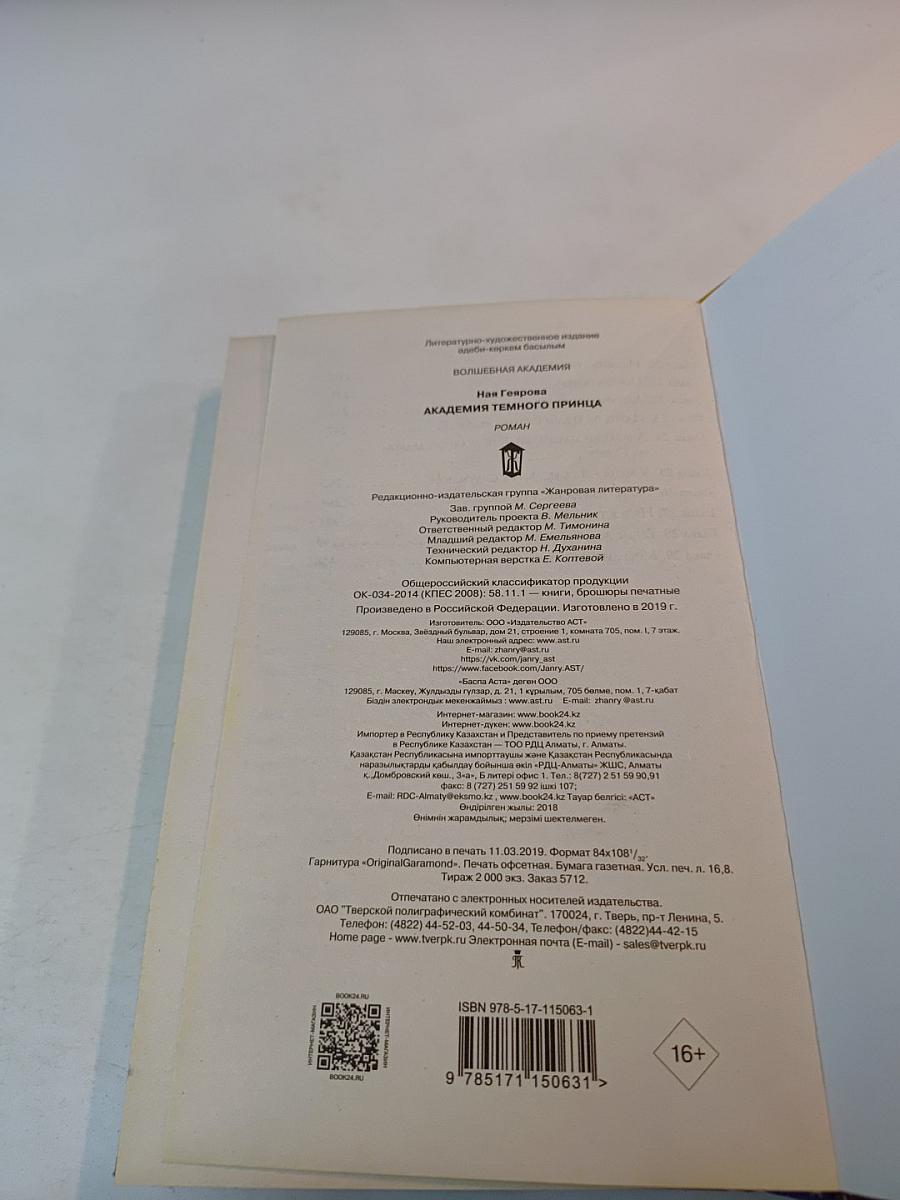 Литературно-художественное издание
әдеби-көркем басылым
ВОЛШЕБНАЯ АКАДЕМИЯ
Ная Геярова
АКАДЕМИЯ ТЕМНОГО ПРИНЦА
РОМАН
Ж
Редакционно-издательская группа «Жанровая литература»
Зав. группой М. Сергеева
Руководитель проекта В. Мельник
Ответственный редактор М. Тимонина
Младший редактор М. Емельянова
Технический редактор Н. Духанина
Компьютерная верстка Е. Коптевой
Общероссийский классификатор продукции
ОК-034-2014 (КПЕС 2008): 58.11.1 — книги, брошюры печатные
Произведено в Российской Федерации. Изготовлено в 2019 г.
Изготовитель: ООО «Издательство АСТ»
129085, г. Москва, Звёздный бульвар, дом 21, строение 1, комната 705, пом. I, 7 этаж.
Наш электронный адрес: www.ast.ru
E-mail: zhanry@ast.ru
https://vk.com/janry_ast
https://www.facebook.com/Janry.AST/
«Баспа Аста» деген ООО
129085, г. Мәскеу, Жулдызды гүлзар, д. 21, 1 құрылым, 705 бөлме, пом. 1, 7-қабат
Біздің электрондық мекенжаймыз : www.ast.ru E-mail: zhanry @ast.ru
Интернет-магазин: www.book24.kz
Интернет-дүкен: www.book24.kz
Импортер в Республику Казахстан и Представитель по приему претензий
в Республике Казахстан — ТОО РДЦ Алматы, г. Алматы.
Қазақстан Республикасына импорттаушы және Қазақстан Республикасында
наразылықтарды қабылдау бойынша өкіл «РДЦ-Алматы» ЖШС, Алматы
қ.,Домбровский көш., 3«а», Б литері офис 1. Тел.: 8(727) 2 51 59 90,91
факс: 8 (727) 251 59 92 ішкі 107;
E-mail: RDC-Almaty@eksmo.kz , www.book24.kz Тауар белгісі: «АСТ»
Өндірілген жылы: 2018
Өнімнің жарамдылық; мерзімі шектелмеген.
Подписано в печать 11.03.2019. Формат 84х108¹/₃₂.
Гарнитура «OriginalGaramond». Печать офсетная. Бумага газетная. Усл. печ. л. 16,8.
Тираж 2 000 экз. Заказ 5712.
Отпечатано с электронных носителей издательства.
ОАО "Тверской полиграфический комбинат". 170024, г. Тверь, пр-т Ленина, 5.
Телефон: (4822) 44-52-03, 44-50-34, Телефон/факс: (4822)44-42-15
Home page - www.tverpk.ru Электронная почта (E-mail) - sales@tverpk.ru
BOOK24.RU
ИНТЕРНЕТ-МАГАЗИН
ИНТЕРНЕТ-МАГАЗИН
BOOK24.RU
ISBN 978-5-17-115063-1
9 785171 150631 >
16+